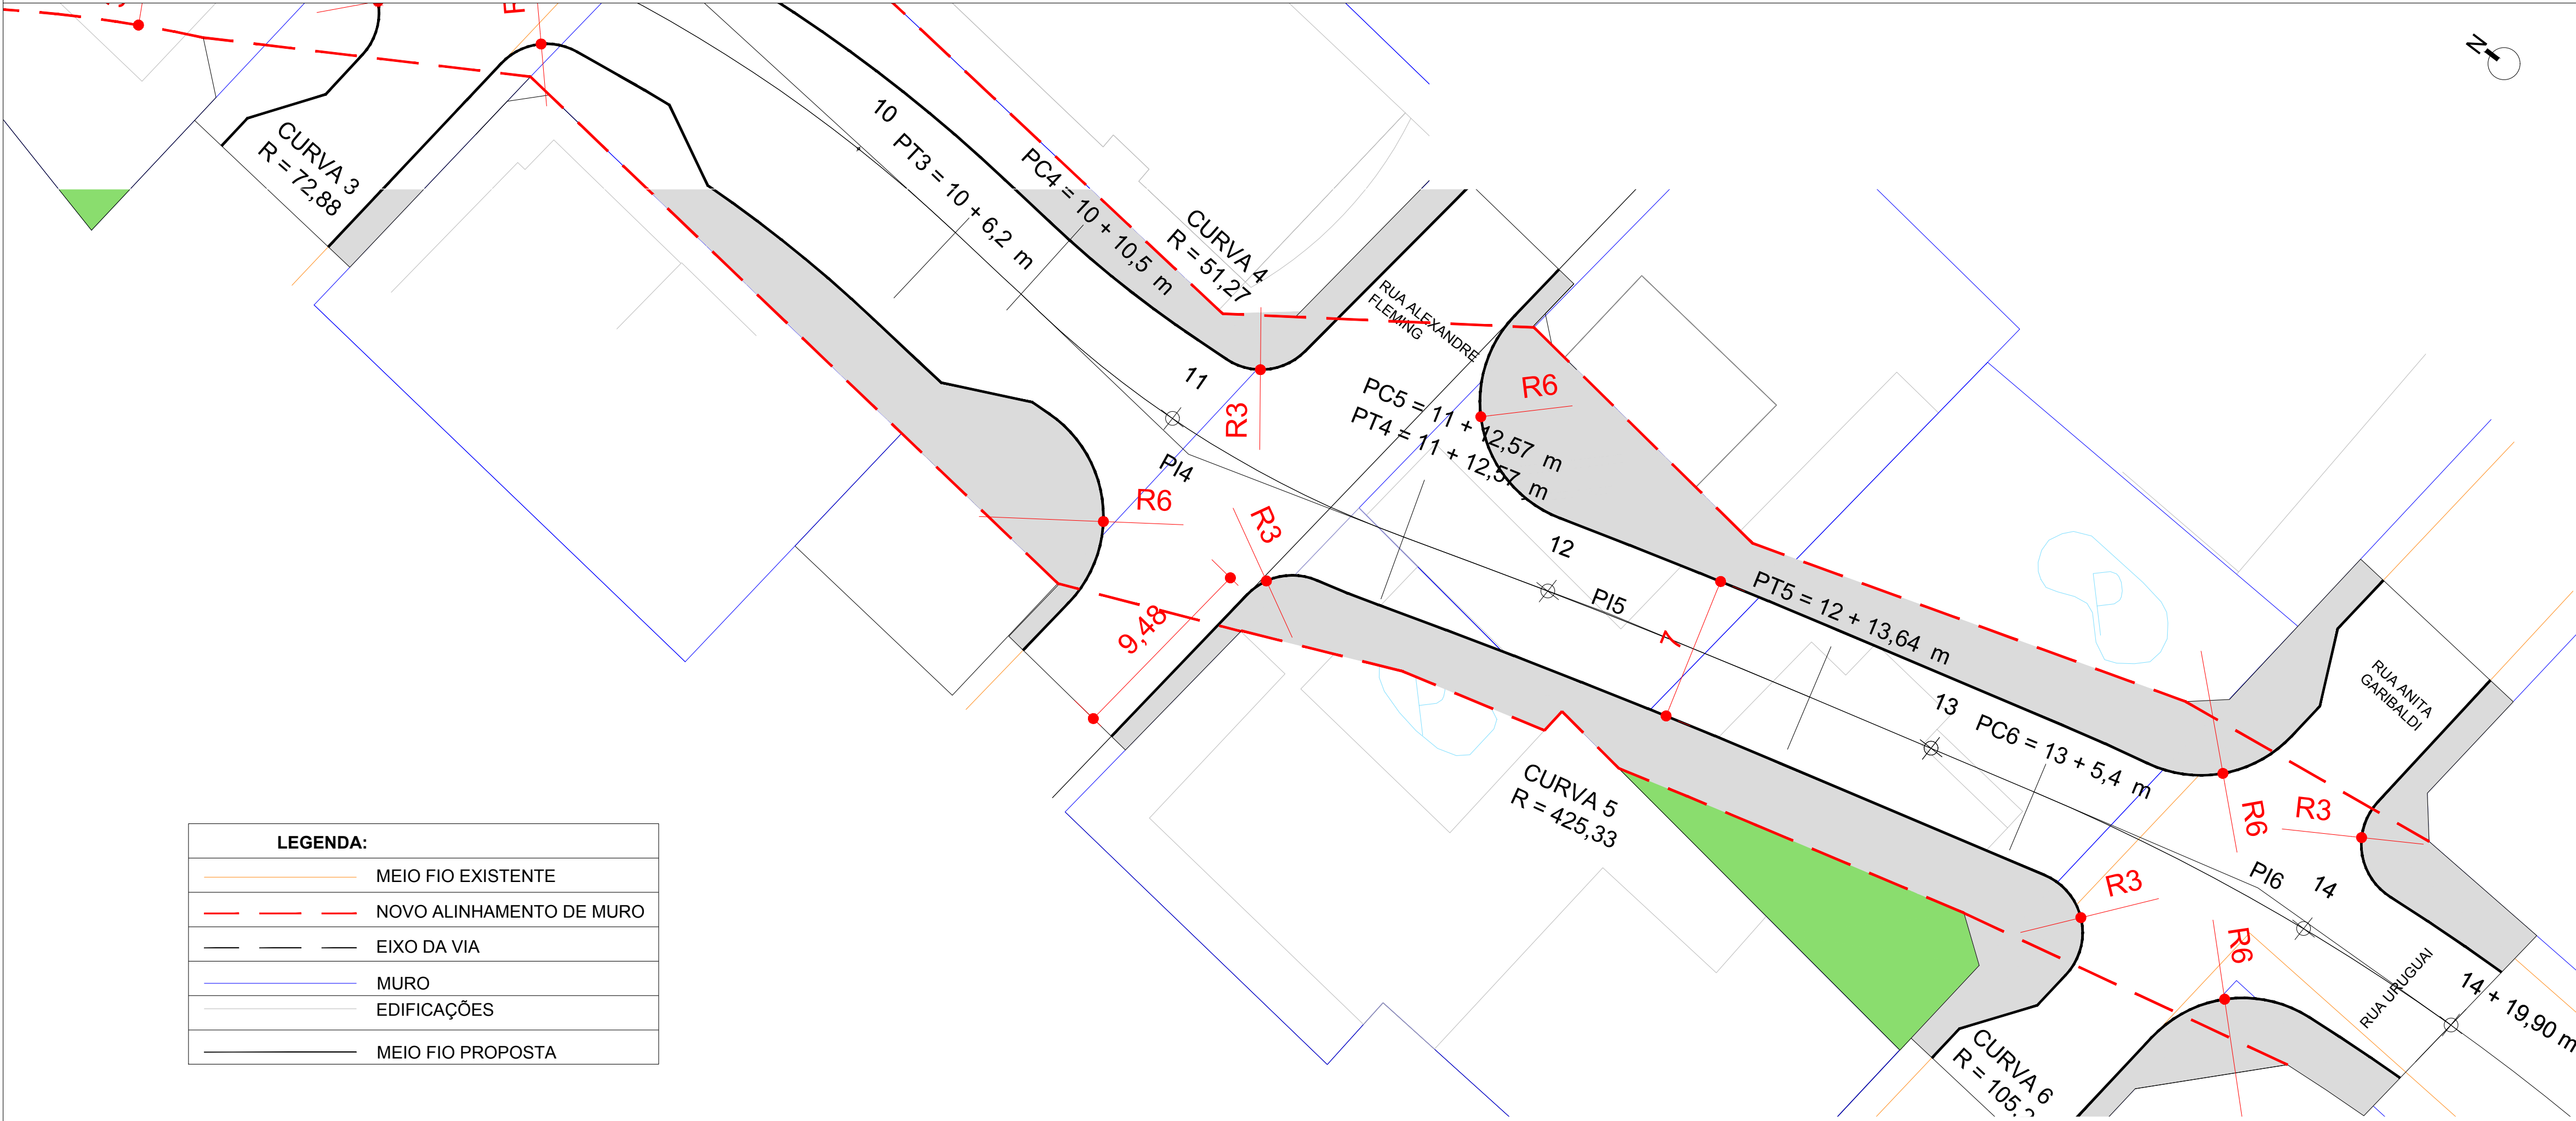 N
CURVA 3
R = 72,88
10
PT3 = 10 + 6,2 m
PC4 = 10 + 10,5 m
CURVA 4
R = 51,27
RUA ALEXANDRE
FLEMING
11
R3
R6
PC5 = 11 + 12,57 m
PT4 = 11 + 12,57 m
PI4
R6
R3
9,48
12
PI5
7
PT5 = 12 + 13,64 m
13
PC6 = 13 + 5,4 m
RUA ANITA
GARIBALDI
CURVA 5
R = 425,33
R6
R3
R3
PI6
14
R6
RUA URUGUAI
14 + 19,90 m
CURVA 6
R = 105,
LEGENDA:
MEIO FIO EXISTENTE
NOVO ALINHAMENTO DE MURO
EIXO DA VIA
MURO
EDIFICAÇÕES
MEIO FIO PROPOSTA